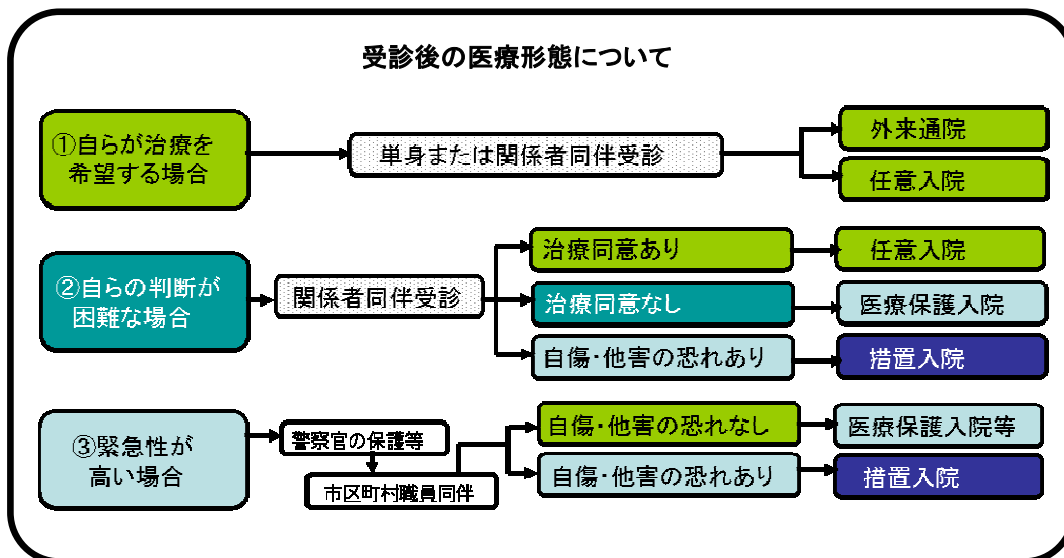 受診後の医療形態について
①自らが治療を
希望する場合
単身または関係者同伴受診
外来通院
任意入院
②自らの判断が
困難な場合
関係者同伴受診
治療同意あり
任意入院
治療同意なし
医療保護入院
自傷・他害の恐れあり
措置入院
③緊急性が
高い場合
警察官の保護等
市区町村職員同伴
自傷・他害の恐れなし
医療保護入院等
自傷・他害の恐れあり
措置入院